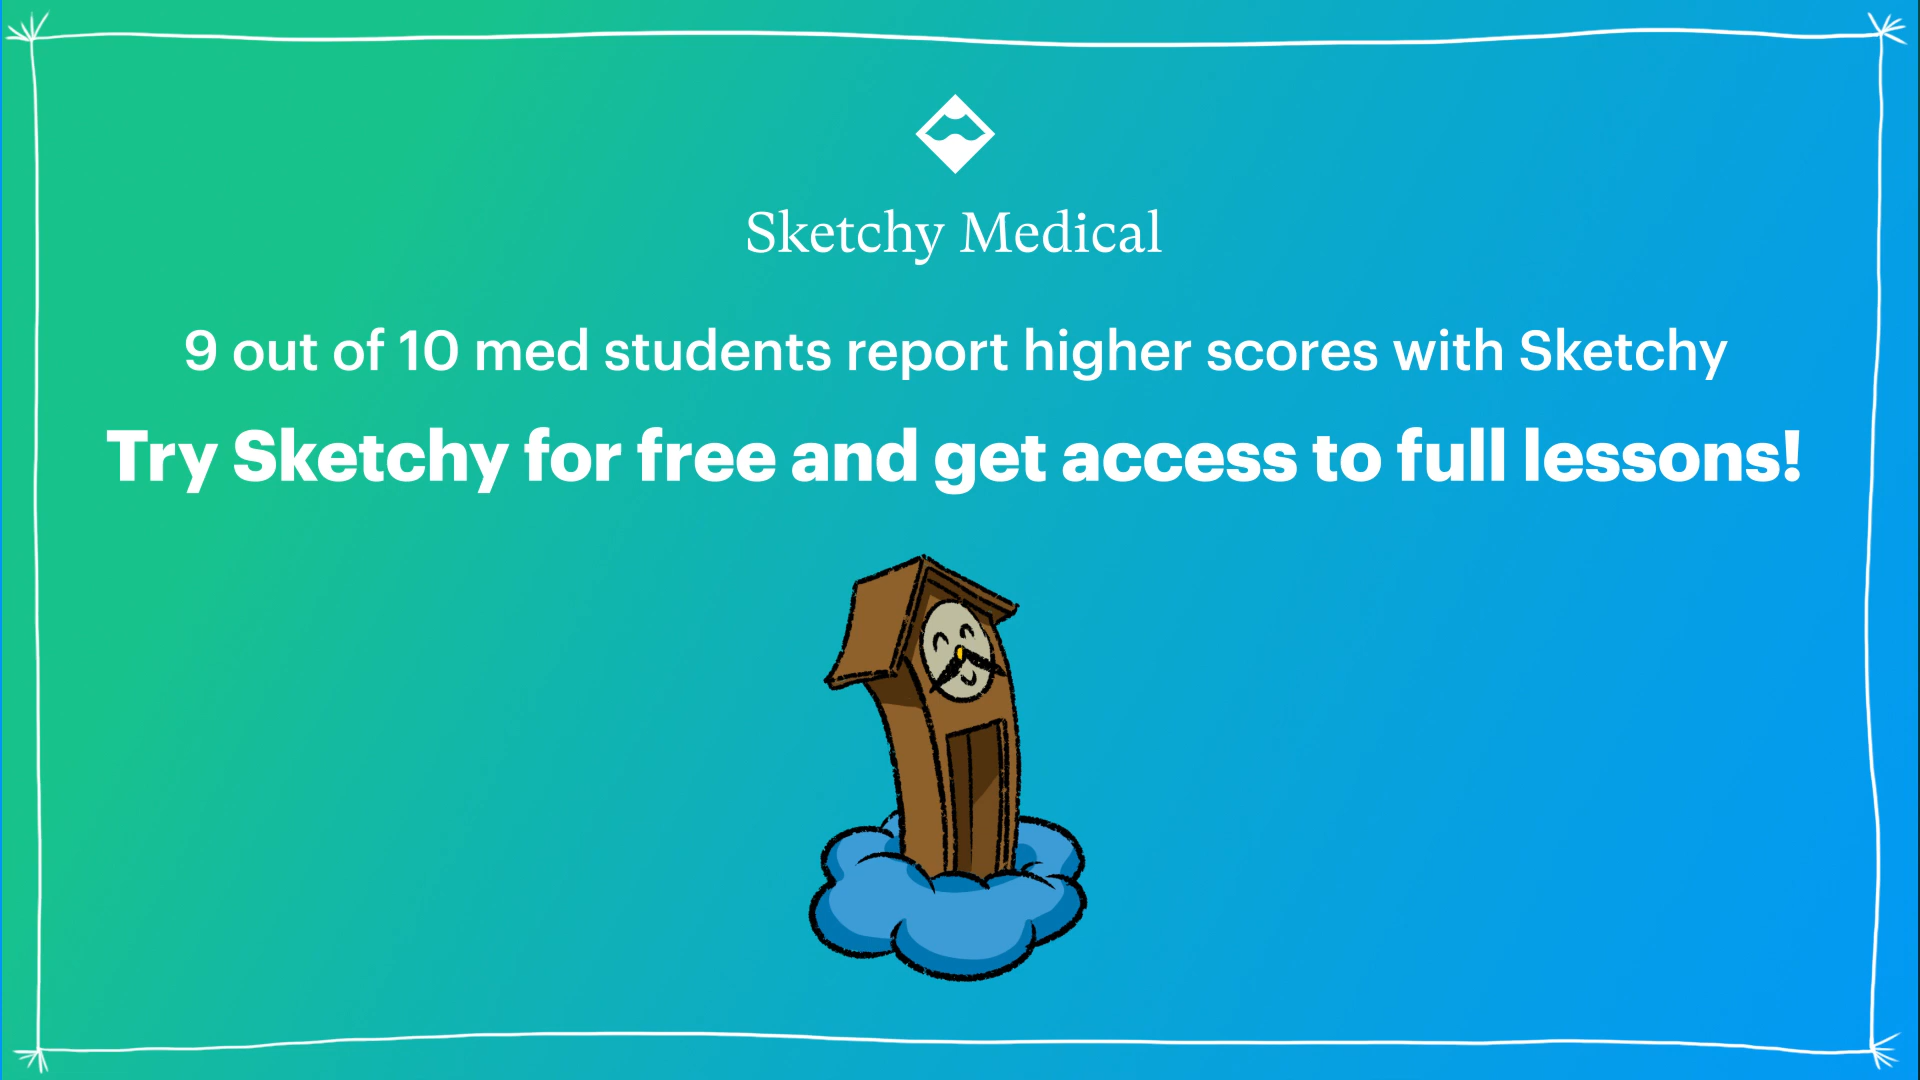 Sketchy Medical
9 out of 10 med students report higher scores with Sketchy
Try Sketchy for free and get access to full lessons!